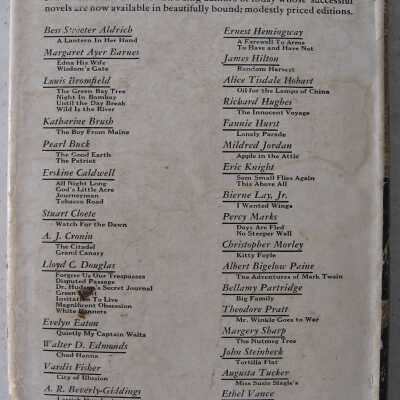 of today whose successful
novels are now available in beautifully bound; modestly priced editions.
Bess Streeter Aldrich
A Lantern In Her Hand
Margaret Ayer Barnes
Edna His Wife
Wisdom's Gate
Louis Bromfield
The Green Bay Tree
Night In Bombay
Until the Day Break
Wild Is the River
Katharine Brush
The Boy From Maine
Pearl Buck
The Good Earth
The Patriot
Erskine Caldwell
All Night Long
God's Little Acre
Journeyman
Tobacco Road
Stuart Cloete
Watch For the Dawn
A. J. Cronin
The Citadel
Grand Canary
Lloyd C. Douglas
Forgive Us Our Trespasses
Disputed Passage
Dr. Hudson's Secret Journal
Green
Invitation To Live
Magnificent Obsession
White Banners
Evelyn Eaton
Quietly My Captain Waits
Walter D. Edmonds
Chad Hanna
Vardis Fisher
City of Illusion
A. R. Beverly-Giddings
Ernest Hemingway
A Farewell To Arms
To Have and Have Not
James Hilton
Random Harvest
Alice Tisdale Hobart
Oil for the Lamps of China
Richard Hughes
The Innocent Voyage
Fannie Hurst
Lonely Parade
Mildred Jordan
Apple in the Attic
Eric Knight
Sam Small Flies Again
This Above All
Bierne Lay, Jr.
I Wanted Wings
Percy Marks
Days Are Fled
No Steeper Wall
Christopher Morley
Kitty Foyle
Albert Bigelow Paine
The Adventures of Mark Twain
Bellamy Partridge
Big Family
Theodore Pratt
Mr. Winkle Goes to War
Margery Sharp
The Nutmeg Tree
John Steinbeck
Tortilla Flat
Augusta Tucker
Miss Susie Slagle's
Ethel Vance